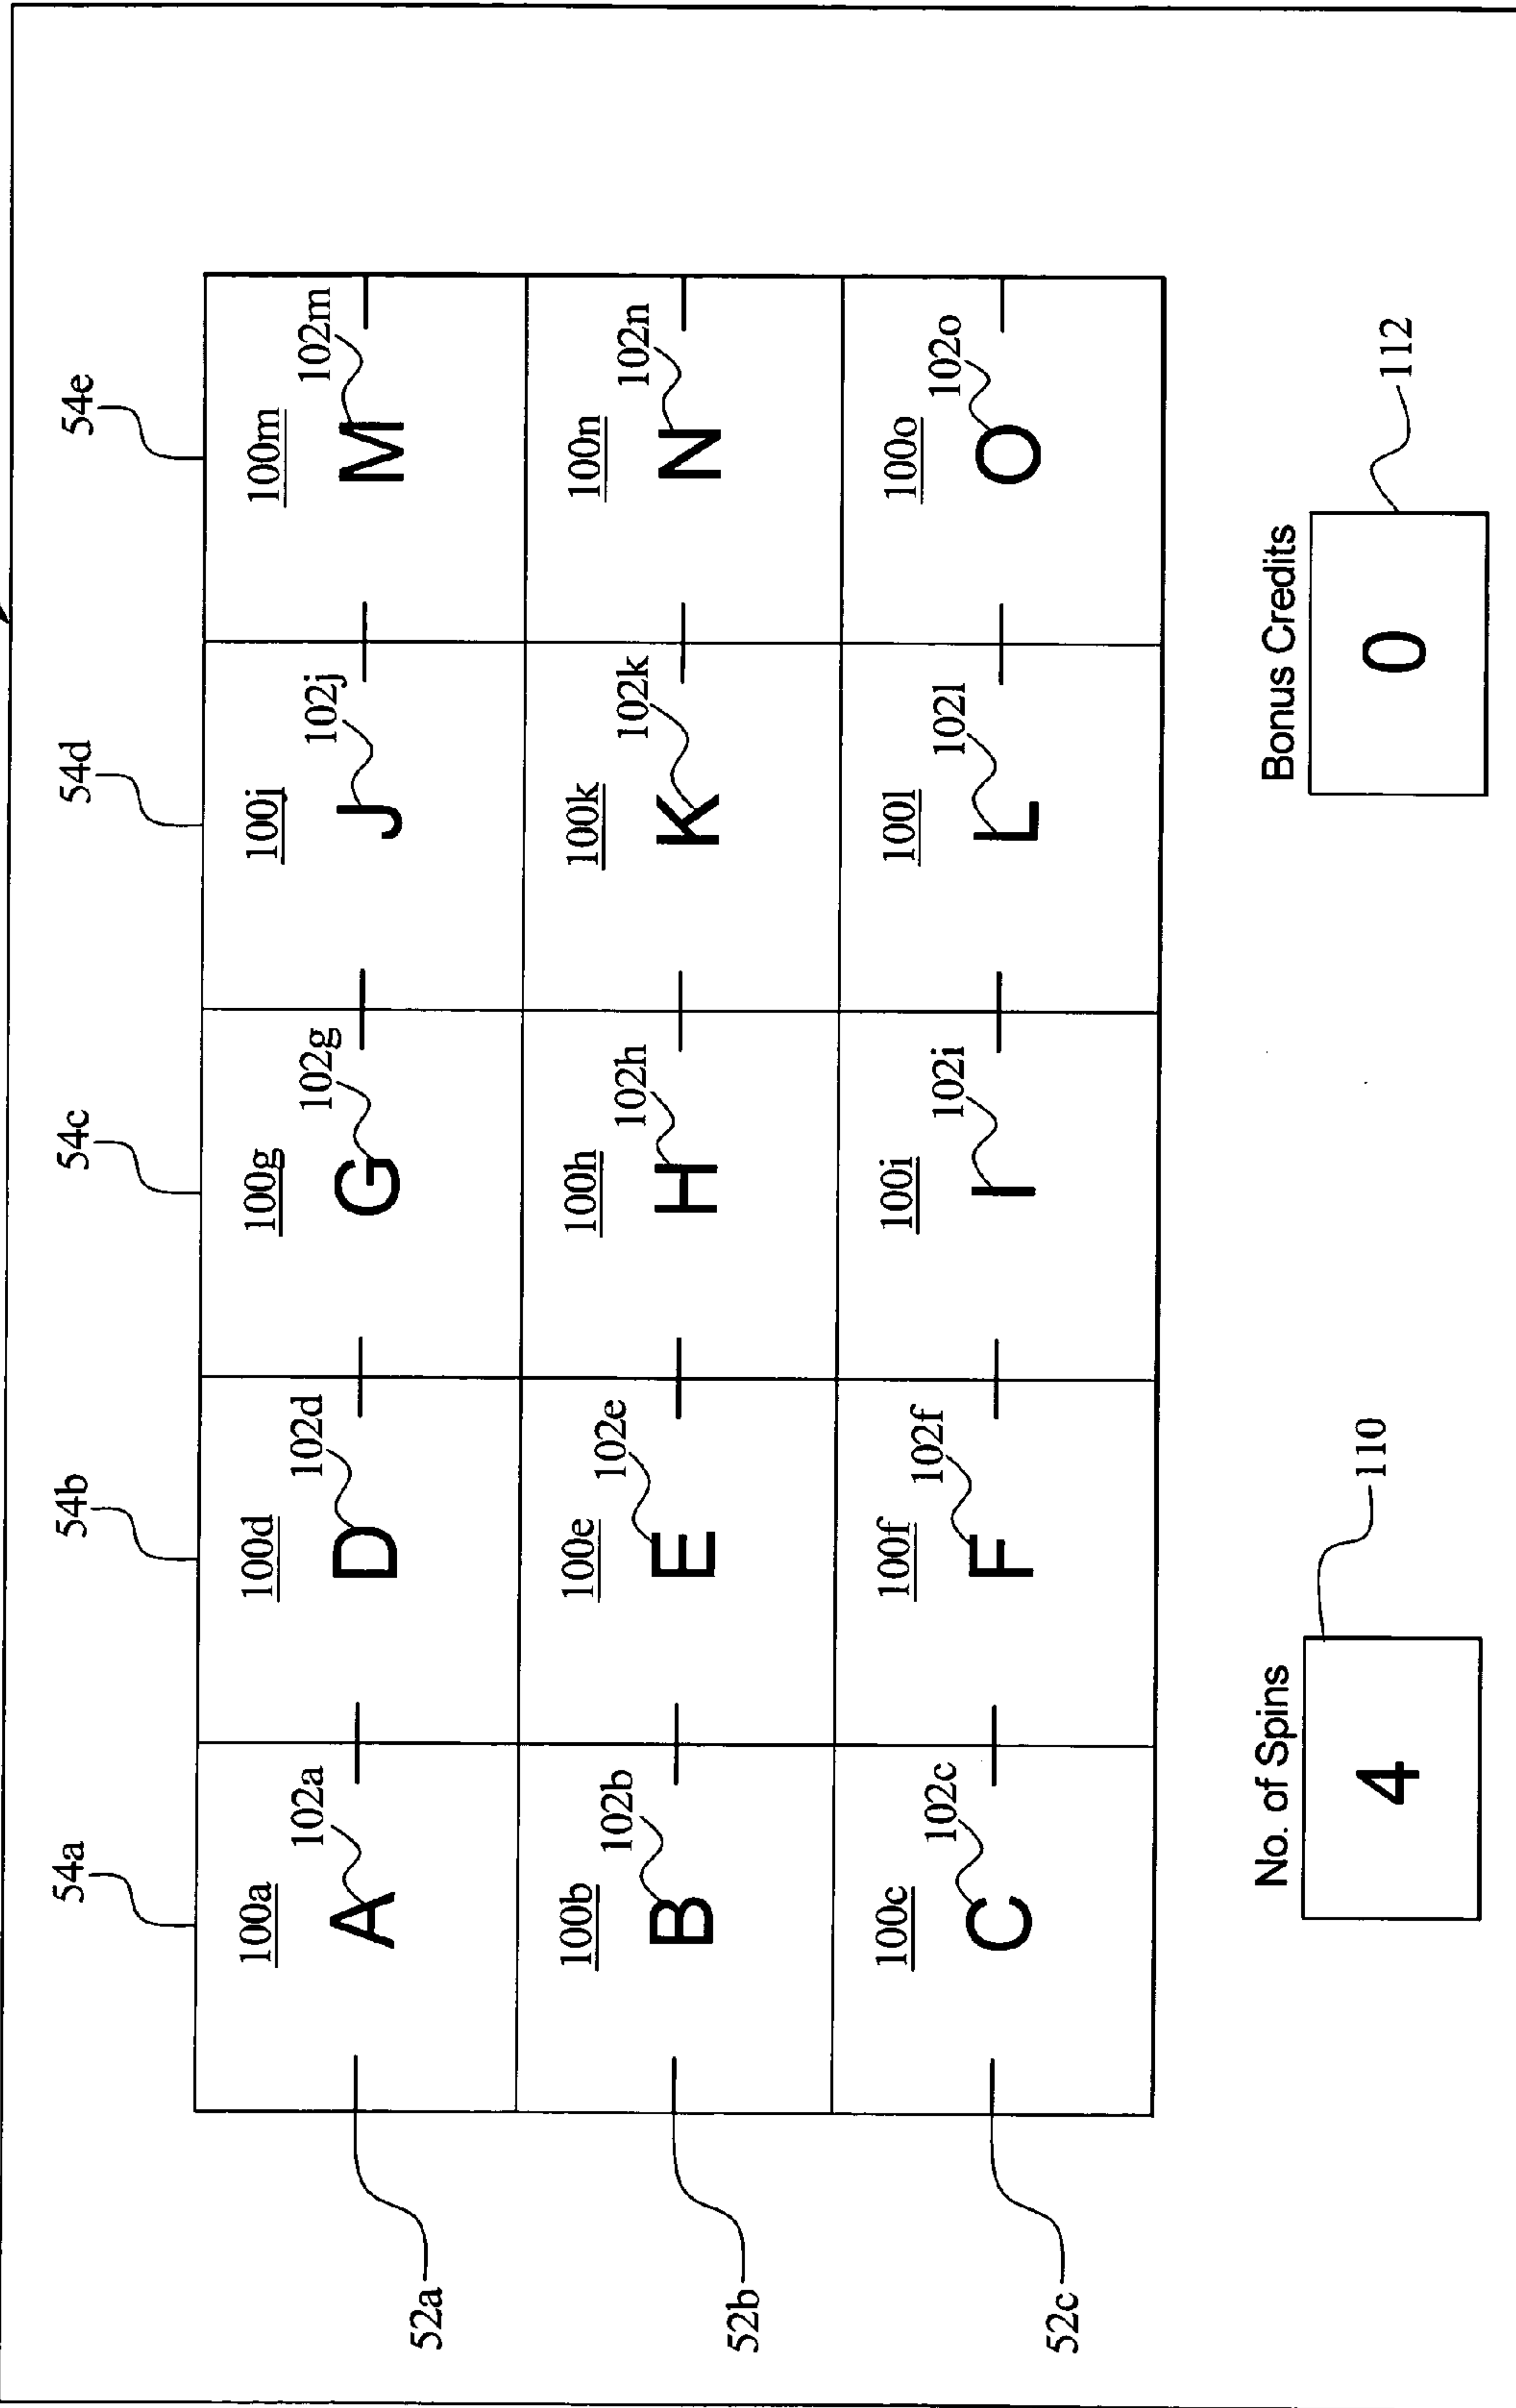 54a 54b 54c 54d 54e
100a 100d 100g 100j 100m
102a 102d 102g 102j 102m
A D G J M
52a
100b 100e 100h 100k 100n
102b 102e 102h 102k 102n
B E H K N
52b
100c 100f 100i 100l 100o
102c 102f 102i 102l 102o
C F I L O
52c
No. of Spins Bonus Credits
4 0
110 112